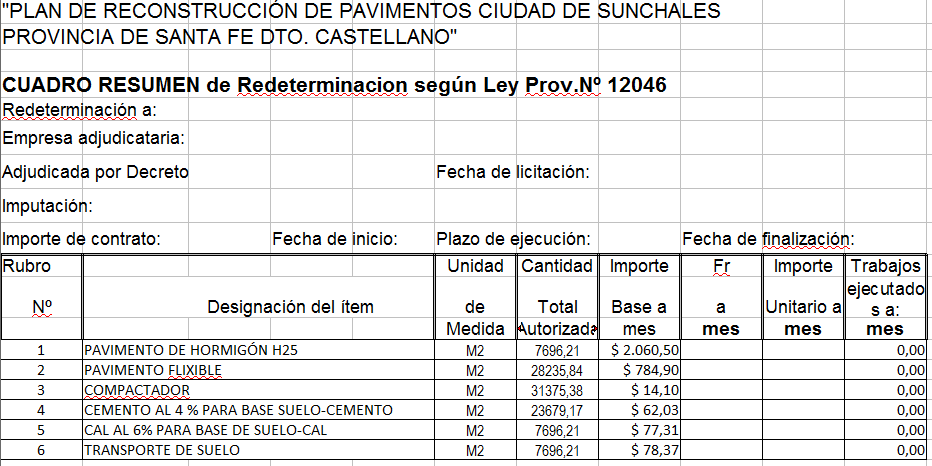 "PLAN DE RECONSTRUCCIÓN DE PAVIMENTOS CIUDAD DE SUNCHALES
PROVINCIA DE SANTA FE DTO. CASTELLANO"
CUADRO RESUMEN de Redeterminacion según Ley Prov.Nº 12046
Redeterminación a:
Empresa adjudicataria:
Adjudicada por Decreto Fecha de licitación:
Imputación:
Importe de contrato: Fecha de inicio: Plazo de ejecución: Fecha de finalización:
Rubro Unidad Cantidad Importe Fr Importe Trabajos
Nº Designación del ítem de Total Base a a Unitario a ejecutado
s a:
Medida Autorizada mes mes mes mes
1 PAVIMENTO DE HORMIGÓN H25 M2 7696,21 $ 2.060,50 0,00
2 PAVIMENTO FLIXIBLE M2 28235,84 $ 784,90 0,00
3 COMPACTADOR M2 31375,38 $ 14,10 0,00
4 CEMENTO AL 4 % PARA BASE SUELO-CEMENTO M2 23679,17 $ 62,03 0,00
5 CAL AL 6% PARA BASE DE SUELO-CAL M2 7696,21 $ 77,31 0,00
6 TRANSPORTE DE SUELO M2 7696,21 $ 78,37 0,00